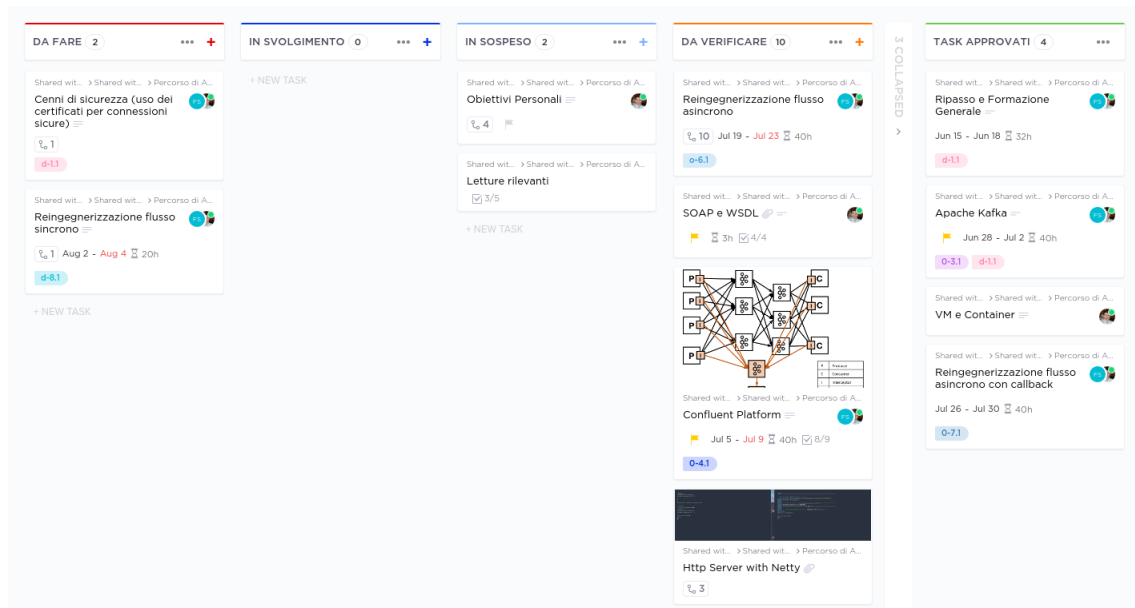 DA FARE 2
Shared wit... > Shared wit... > Percorso di A...
Cenni di sicurezza (uso dei
certificati per connessioni
sicure)
1
d-1.1
Shared wit... > Shared wit... > Percorso di A...
Reingegnerizzazione flusso
sincrono
FS
1 Aug 2 - Aug 4 20h
d-8.1
+ NEW TASK
IN SVOLGIMENTO 0
+ NEW TASK
IN SOSPESO 2
Shared wit... > Shared wit... > Percorso di A...
Obiettivi Personali
4
Shared wit... > Shared wit... > Percorso di A...
Letture rilevanti
3/5
+ NEW TASK
DA VERIFICARE 10
Shared wit... > Shared wit... > Percorso di A...
Reingegnerizzazione flusso
asincrono
FS
10 Jul 19 - Jul 23 40h
o-6.1
Shared wit... > Shared wit... > Percorso di A...
SOAP e WSDL
3h 4/4
P C
P
P C
P C
P Producer
C Consumer
I Interceptor
Shared wit... > Shared wit... > Percorso di A...
Confluent Platform
FS
Jul 5 - Jul 9 40h 8/9
0-4.1
Shared wit... > Shared wit... > Percorso di A...
Http Server with Netty
3
3 COLLAPSED >
TASK APPROVATI 4
Shared wit... > Shared wit... > Percorso di A...
Ripasso e Formazione
Generale
FS
Jun 15 - Jun 18 32h
d-1.1
Shared wit... > Shared wit... > Percorso di A...
Apache Kafka
FS
Jun 28 - Jul 2 40h
0-3.1 d-1.1
Shared wit... > Shared wit... > Percorso di A...
VM e Container
Shared wit... > Shared wit... > Percorso di A...
Reingegnerizzazione flusso
asincrono con callback
FS
Jul 26 - Jul 30 40h
0-7.1